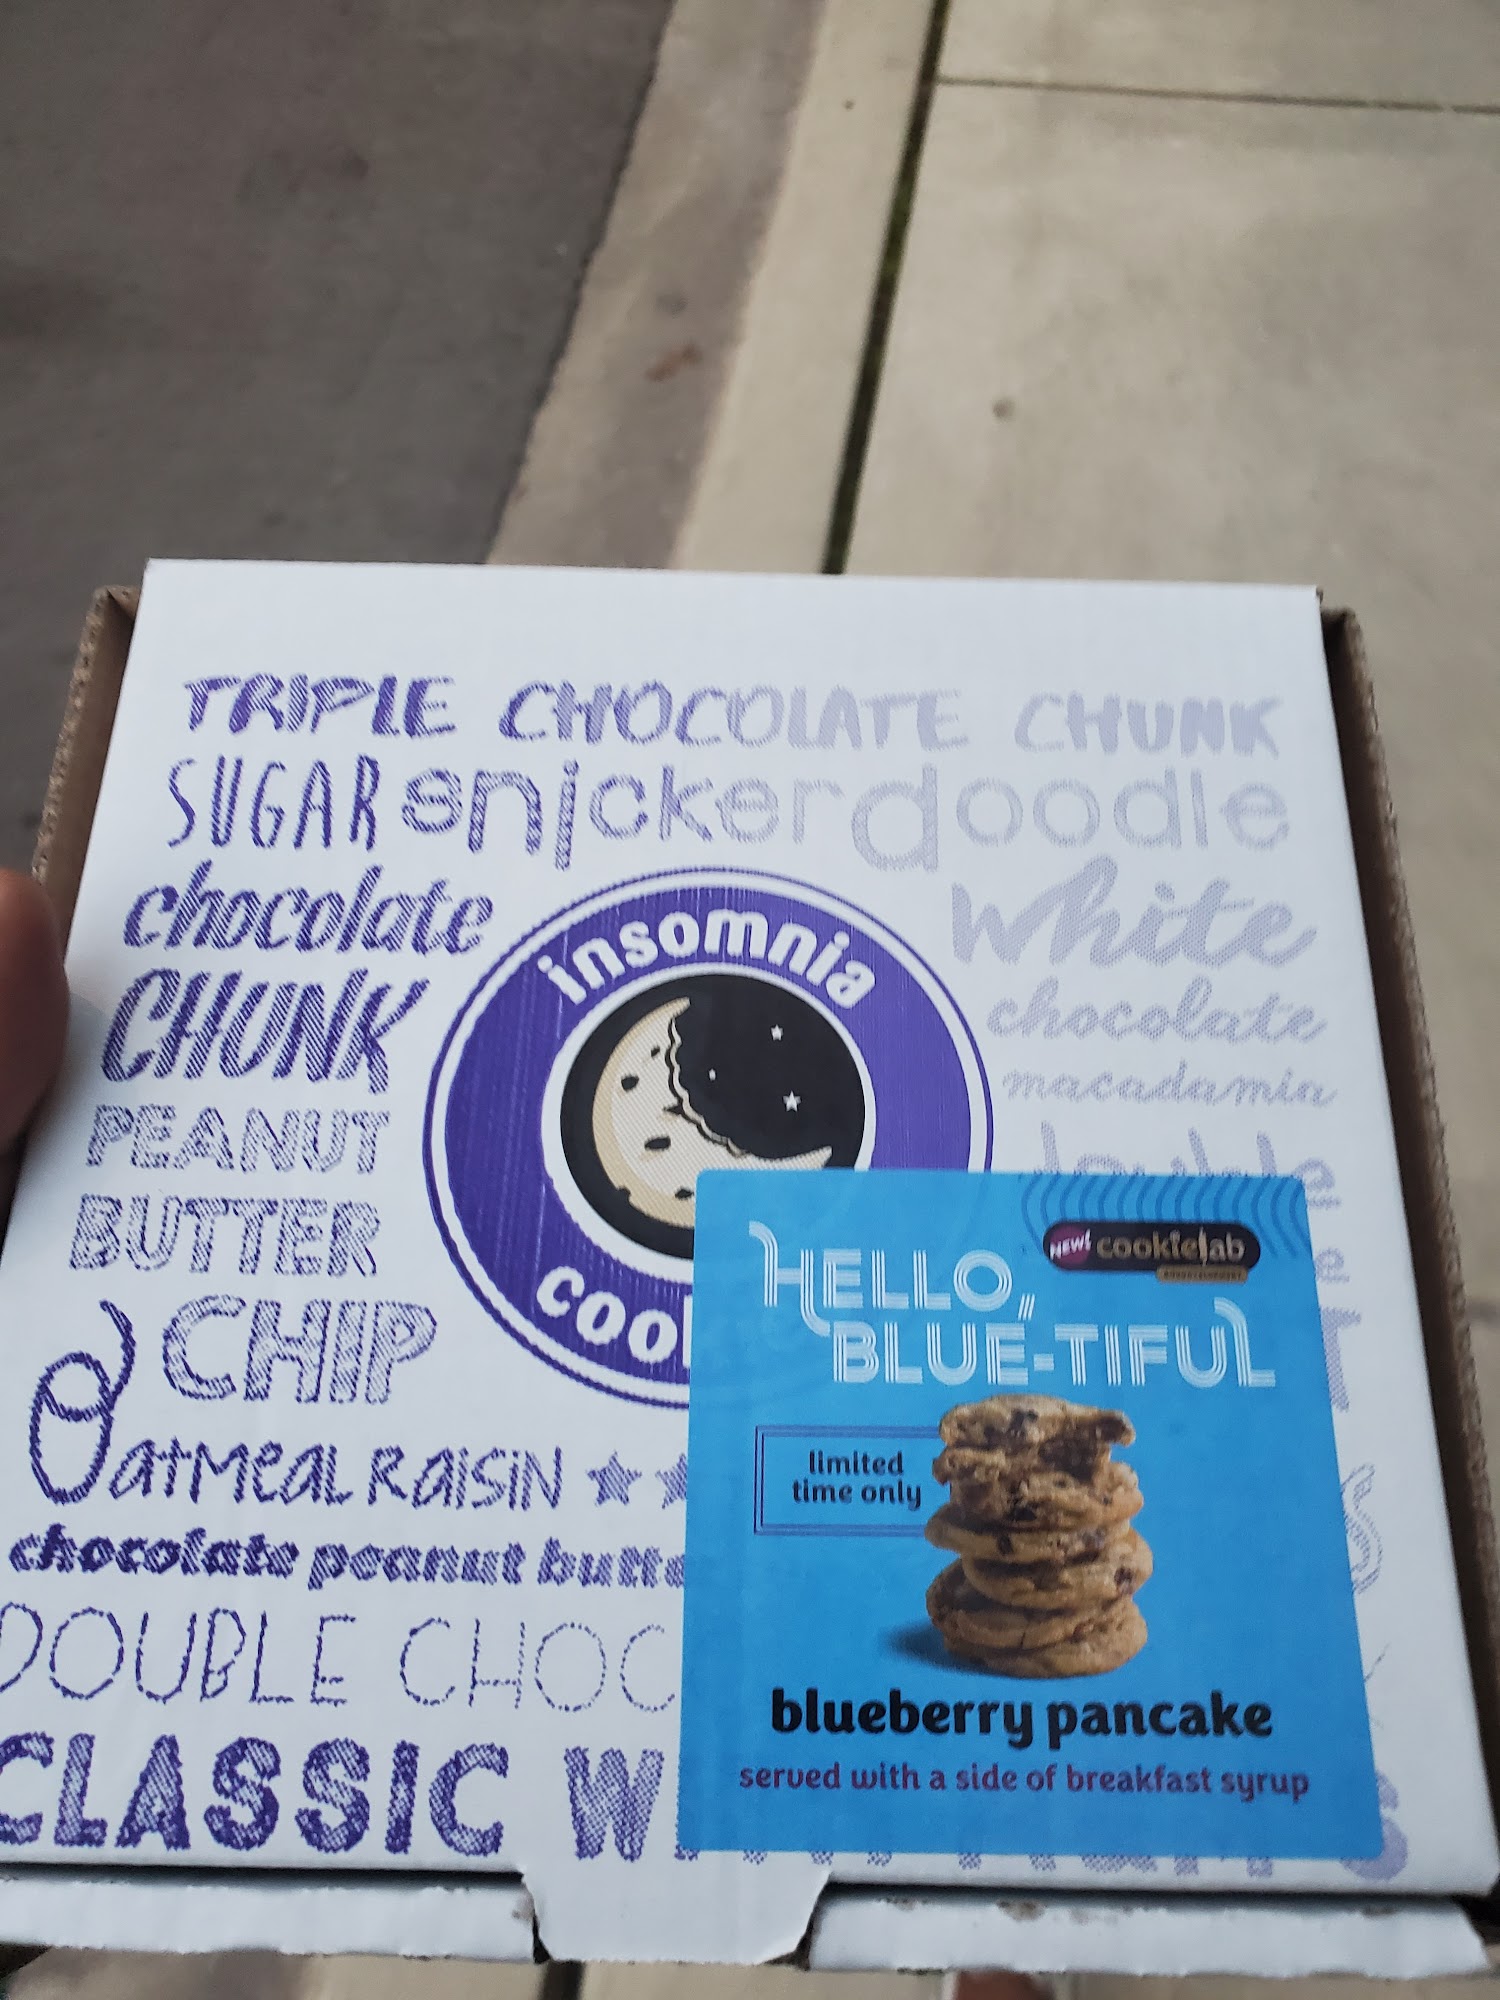 TRIPLE CHOCOLATE CHUNK
SUGAR snickerdoodle
chocolate
CHUNK
PEANUT
BUTTER
CHIP
Oatmeal Raisin
chocolate peanut butte
DOUBLE CHOC
CLASSIC W
insomnia
coo
White
chocolate
macadamia
double
NEW! cookielab
HELLO,
BLUE-TIFUL
limited
time only
blueberry pancake
served with a side of breakfast syrup